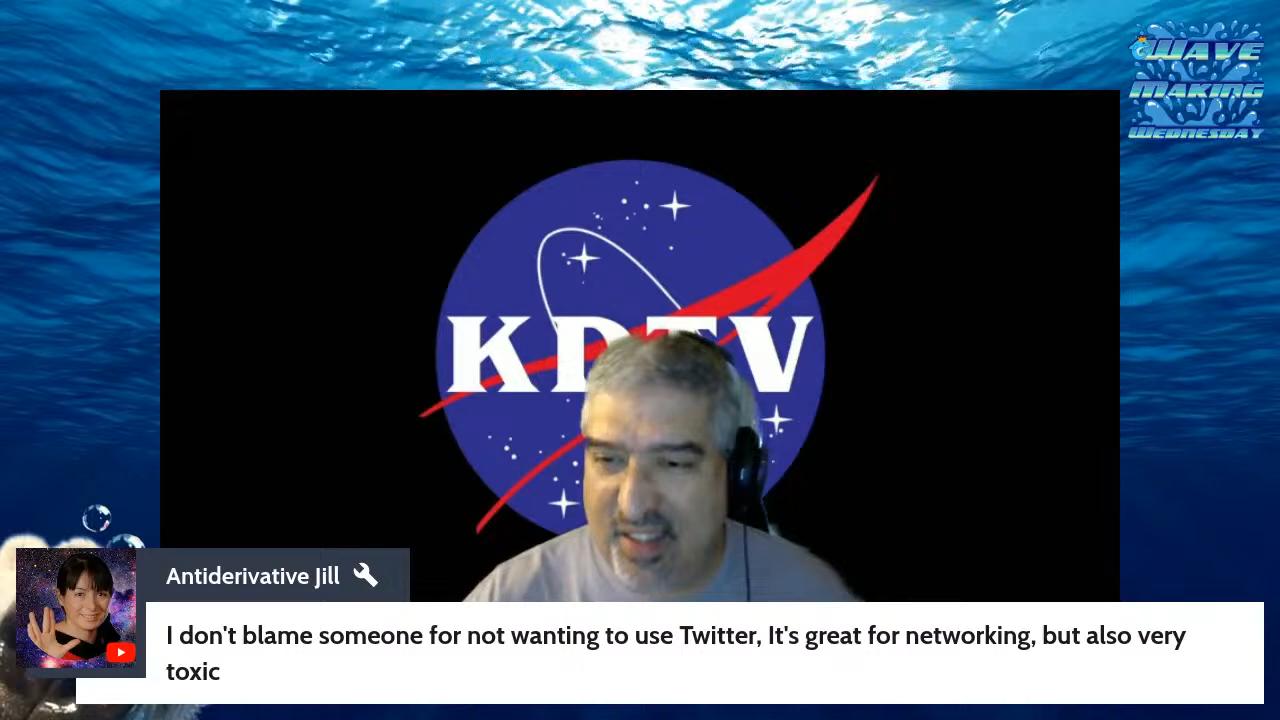 WAVE
MAKING
WEDNESDAY
KDTV
Antiderivative Jill
I don't blame someone for not wanting to use Twitter, It's great for networking, but also very
toxic